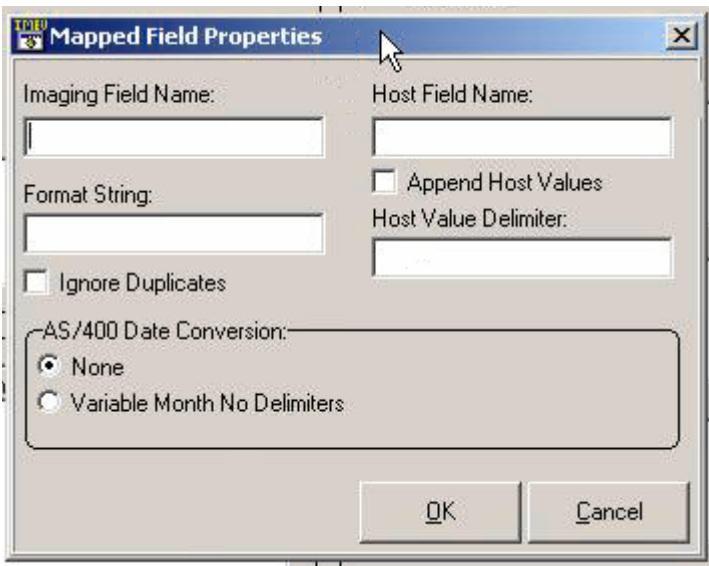 Mapped Field Properties
Imaging Field Name:
Host Field Name:
Append Host Values
Format String:
Host Value Delimiter:
Ignore Duplicates
AS/400 Date Conversion:
None
Variable Month No Delimiters
OK
Cancel